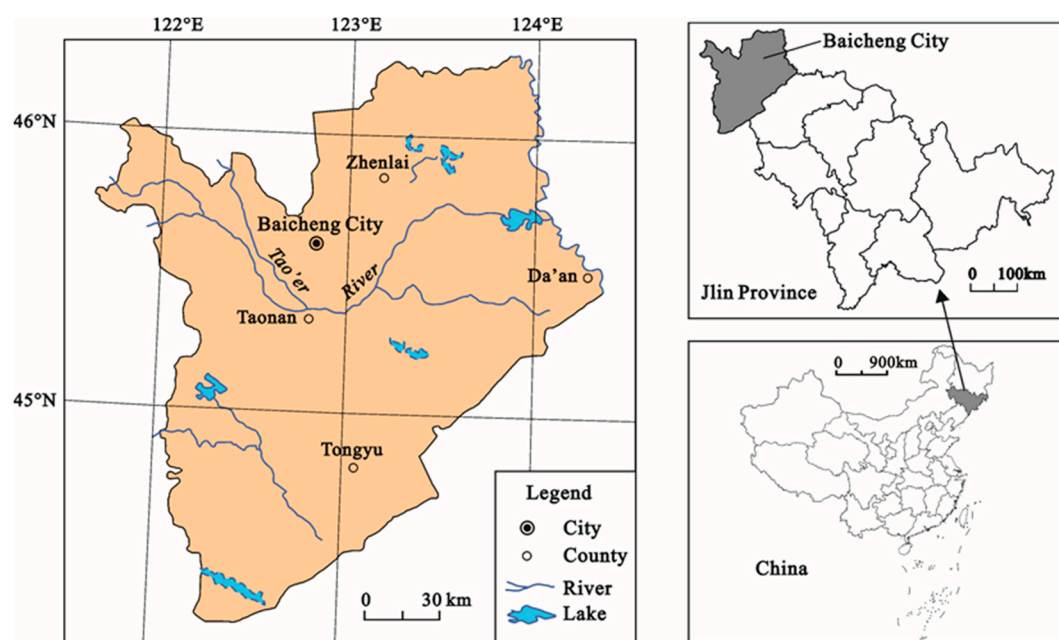 122°E
123°E
124°E
46°N
45°N
Zhenlai
Baicheng City
Tao'er
River
Da'an
Taonan
Tongyu
Legend
City
County
River
Lake
0 30 km
Baicheng City
Jlin Province
0 100km
0 900km
China